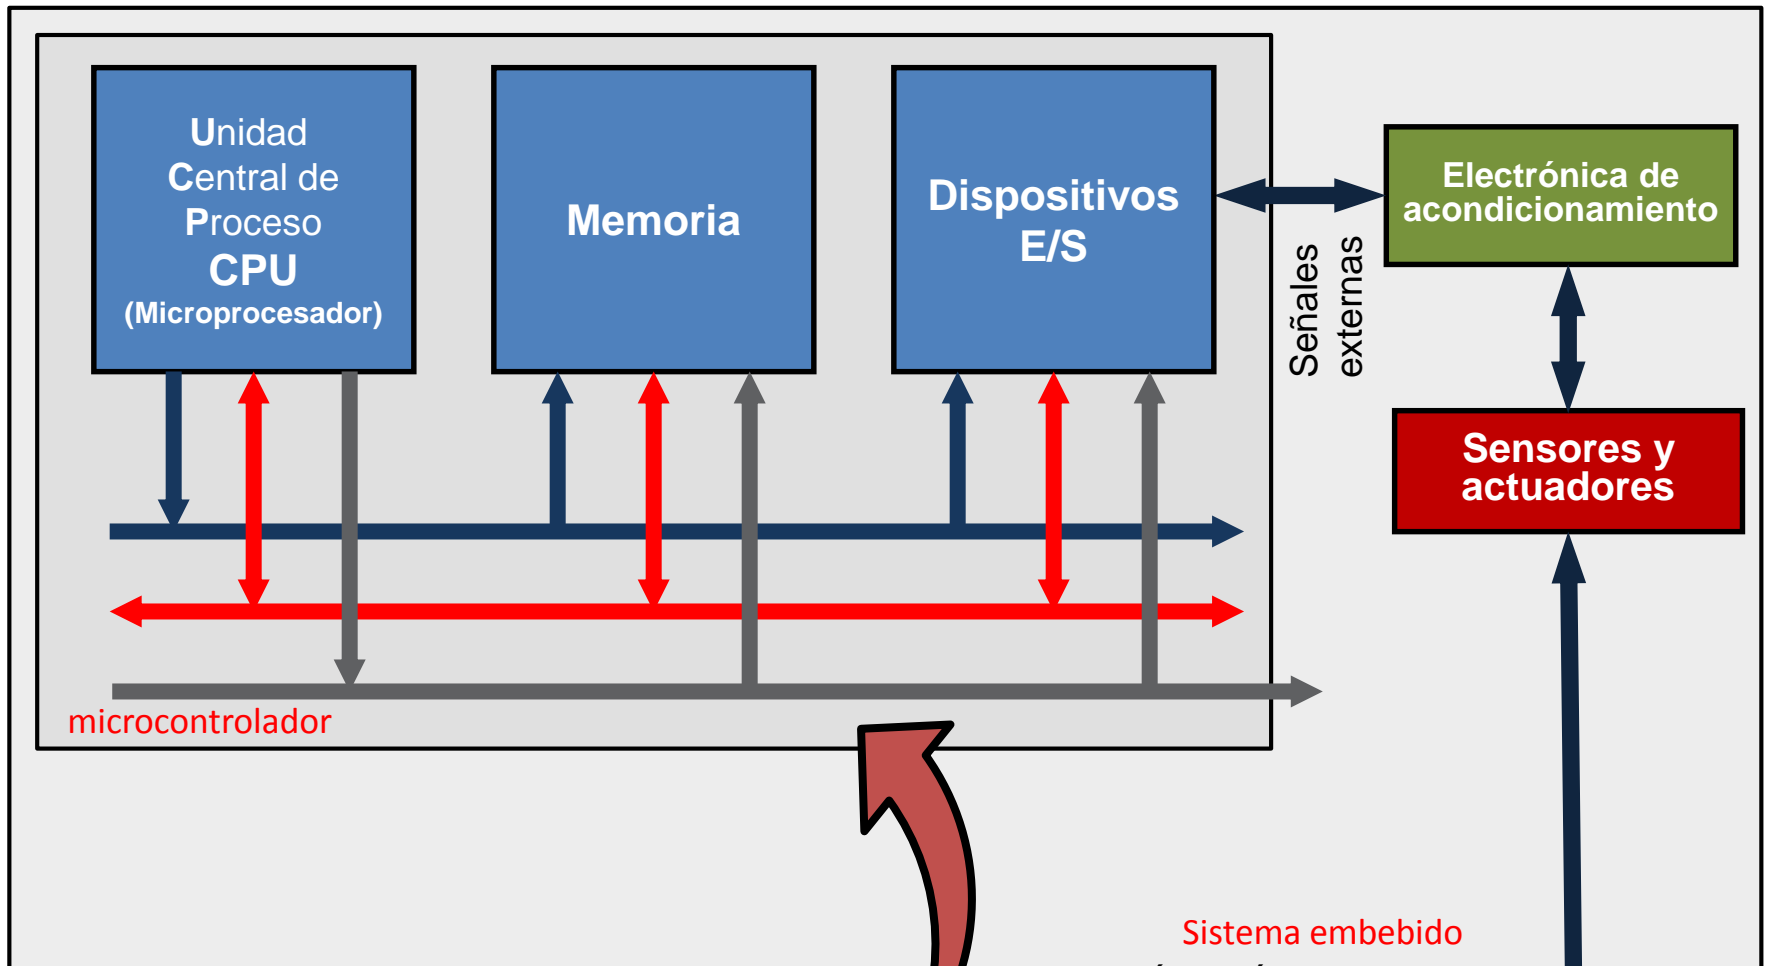 Unidad
Central de
Proceso
CPU
(Microprocesador)
Memoria
Dispositivos
E/S
Señales
externas
Electrónica de
acondicionamiento
Sensores y
actuadores
microcontrolador
Sistema embebido